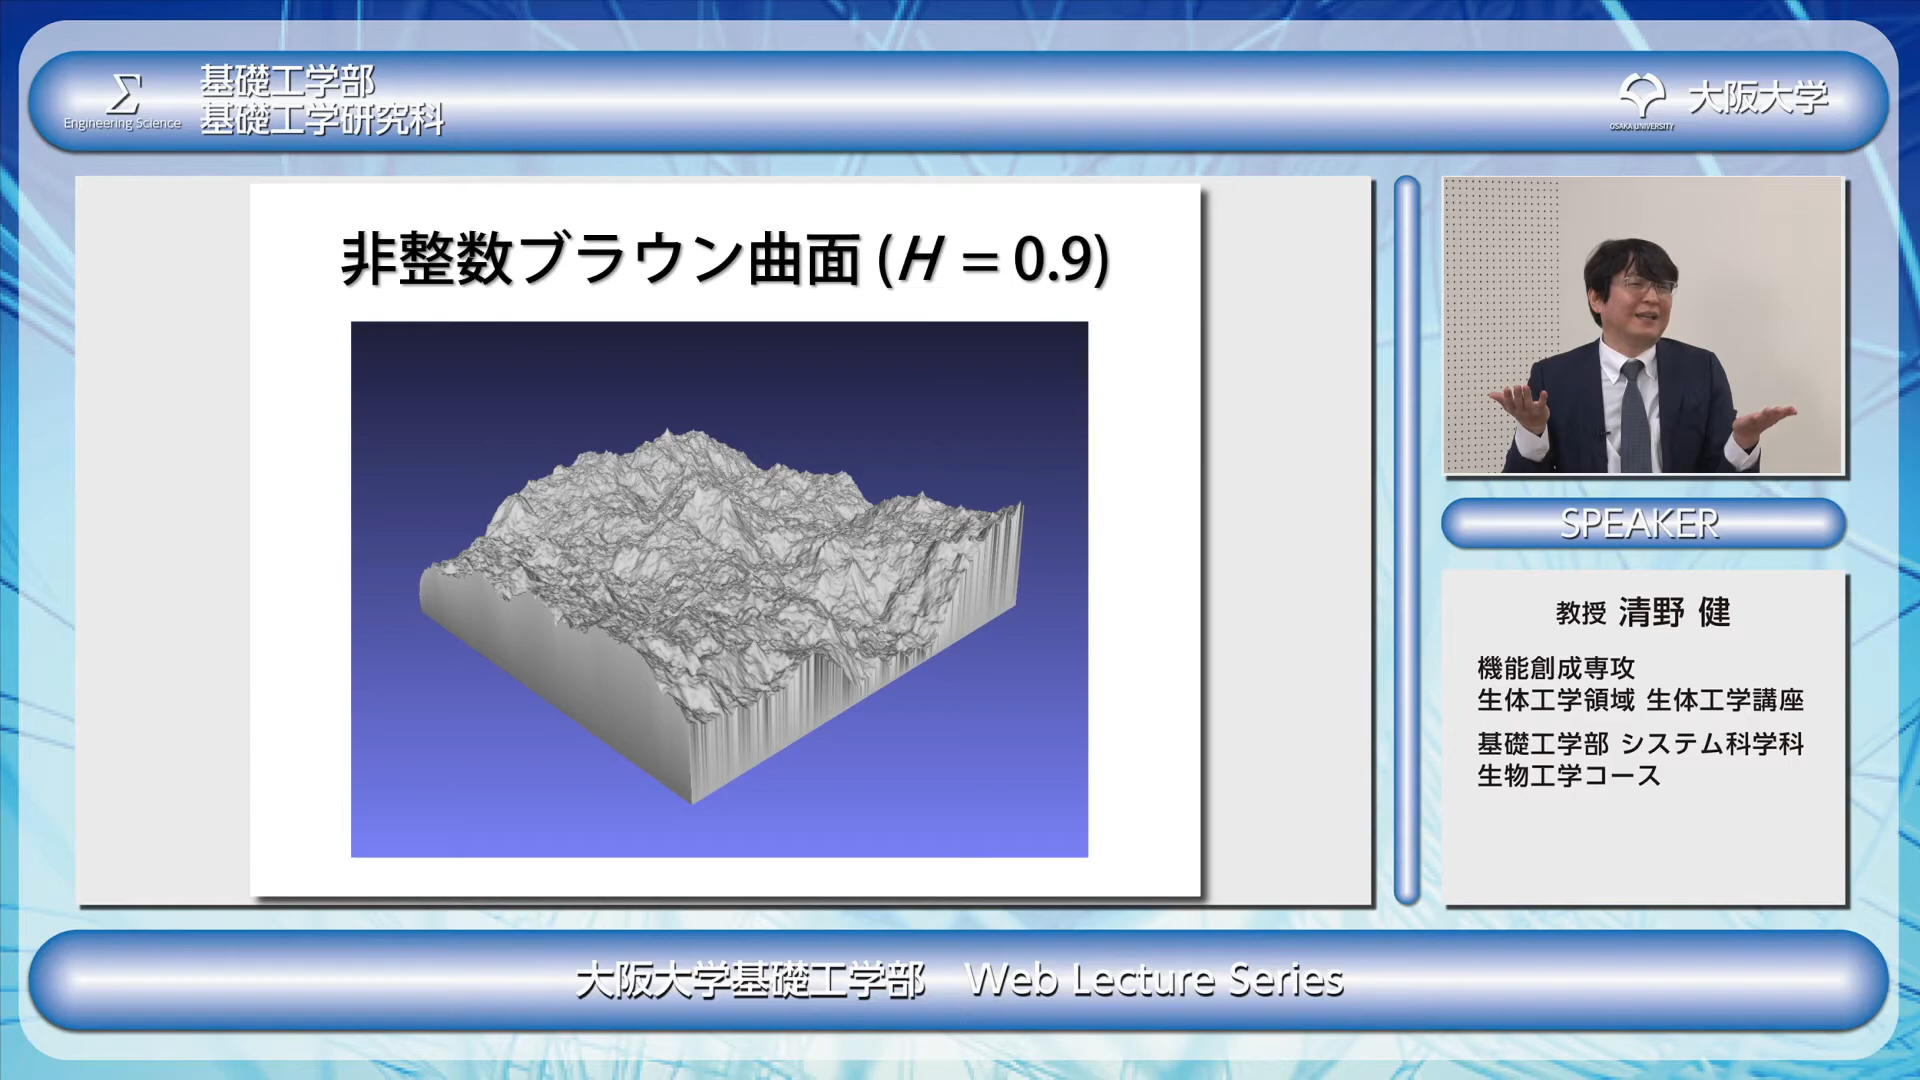 Σ
Engineering Science
基礎工学部
基礎工学研究科
OSAKA UNIVERSITY
大阪大学
非整数ブラウン曲面 (H = 0.9)
SPEAKER
教授 清野 健
機能創成専攻
生体工学領域 生体工学講座
基礎工学部 システム科学科
生物工学コース
大阪大学基礎工学部 Web Lecture Series